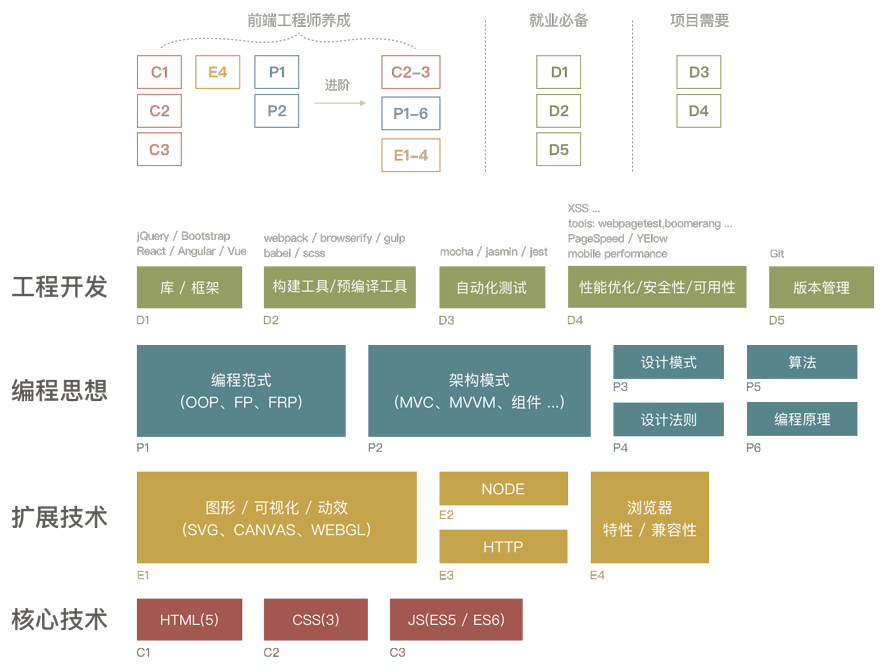 前端工程师养成
就业必备
项目需要
C1
E4
P1
进阶
C2-3
D1
D3
C2
P2
P1-6
D2
D4
C3
E1-4
D5
jQuery / Bootstrap
React / Angular / Vue
webpack / browserify / gulp
babel / scss
mocha / jasmin / jest
XSS ...
tools: webpagetest,boomerang ...
PageSpeed / YElow
mobile performance
Git
工程开发
库 / 框架
构建工具/预编译工具
自动化测试
性能优化/安全性/可用性
版本管理
D1
D2
D3
D4
D5
编程思想
编程范式
(OOP、FP、FRP)
架构模式
(MVC、MVVM、组件 ...)
设计模式
算法
P3
P5
设计法则
编程原理
P1
P2
P4
P6
扩展技术
图形 / 可视化 / 动效
(SVG、CANVAS、WEBGL)
NODE
E2
HTTP
浏览器
特性 / 兼容性
E1
E3
E4
核心技术
HTML(5)
CSS(3)
JS(ES5 / ES6)
C1
C2
C3